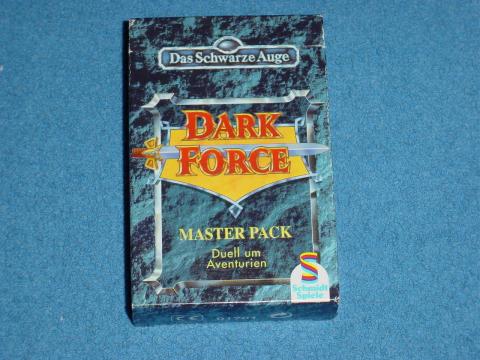 Das Schwarze Auge
DARK
FORCE
MASTER PACK
Duell um
Aventurien
S
Schmidt
Spiele